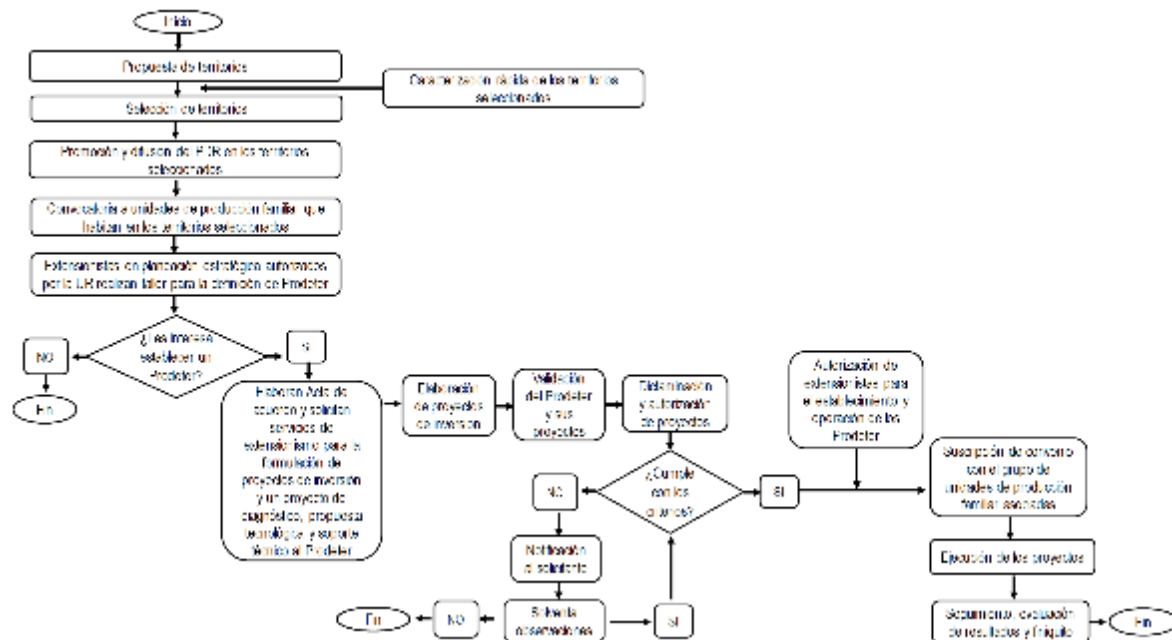 Inicio
Propuesta de territorios
Caracterización rápida de los territorios
seleccionados
Selección de territorios
Promoción y difusión del PDR en los territorios
seleccionados
Convocatoria a unidades de producción familiar que
habitan en los territorios seleccionados
Extensionistas en planeación estratégica autorizados
por la UR realizan taller para la definición de Prodeter
¿Les interesa
establecer un
Prodeter?
NO
SI
Fin
Elaboran Acta de
acuerdo y solicitan
servicios de
extensionismo para la
formulación de
proyectos de inversión
y un proyecto de
diagnóstico, propuesta
tecnológica y soporte
técnico al Prodeter
Elaboración
de proyectos
de inversión
Validación
del Prodeter
y sus
proyectos
Dictaminación
y autorización
de proyectos
Autorización de
extensionistas para
el establecimiento y
operación de los
Prodeter
¿Cumple
con los
criterios?
NO
SI
Suscripción de convenio
con el grupo de
unidades de producción
familiar asociadas
Notificación
al solicitante
Ejecución de los proyectos
Solventa
observaciones
NO
SI
Fin
Seguimiento, evaluación
de resultados y finiquito
Fin